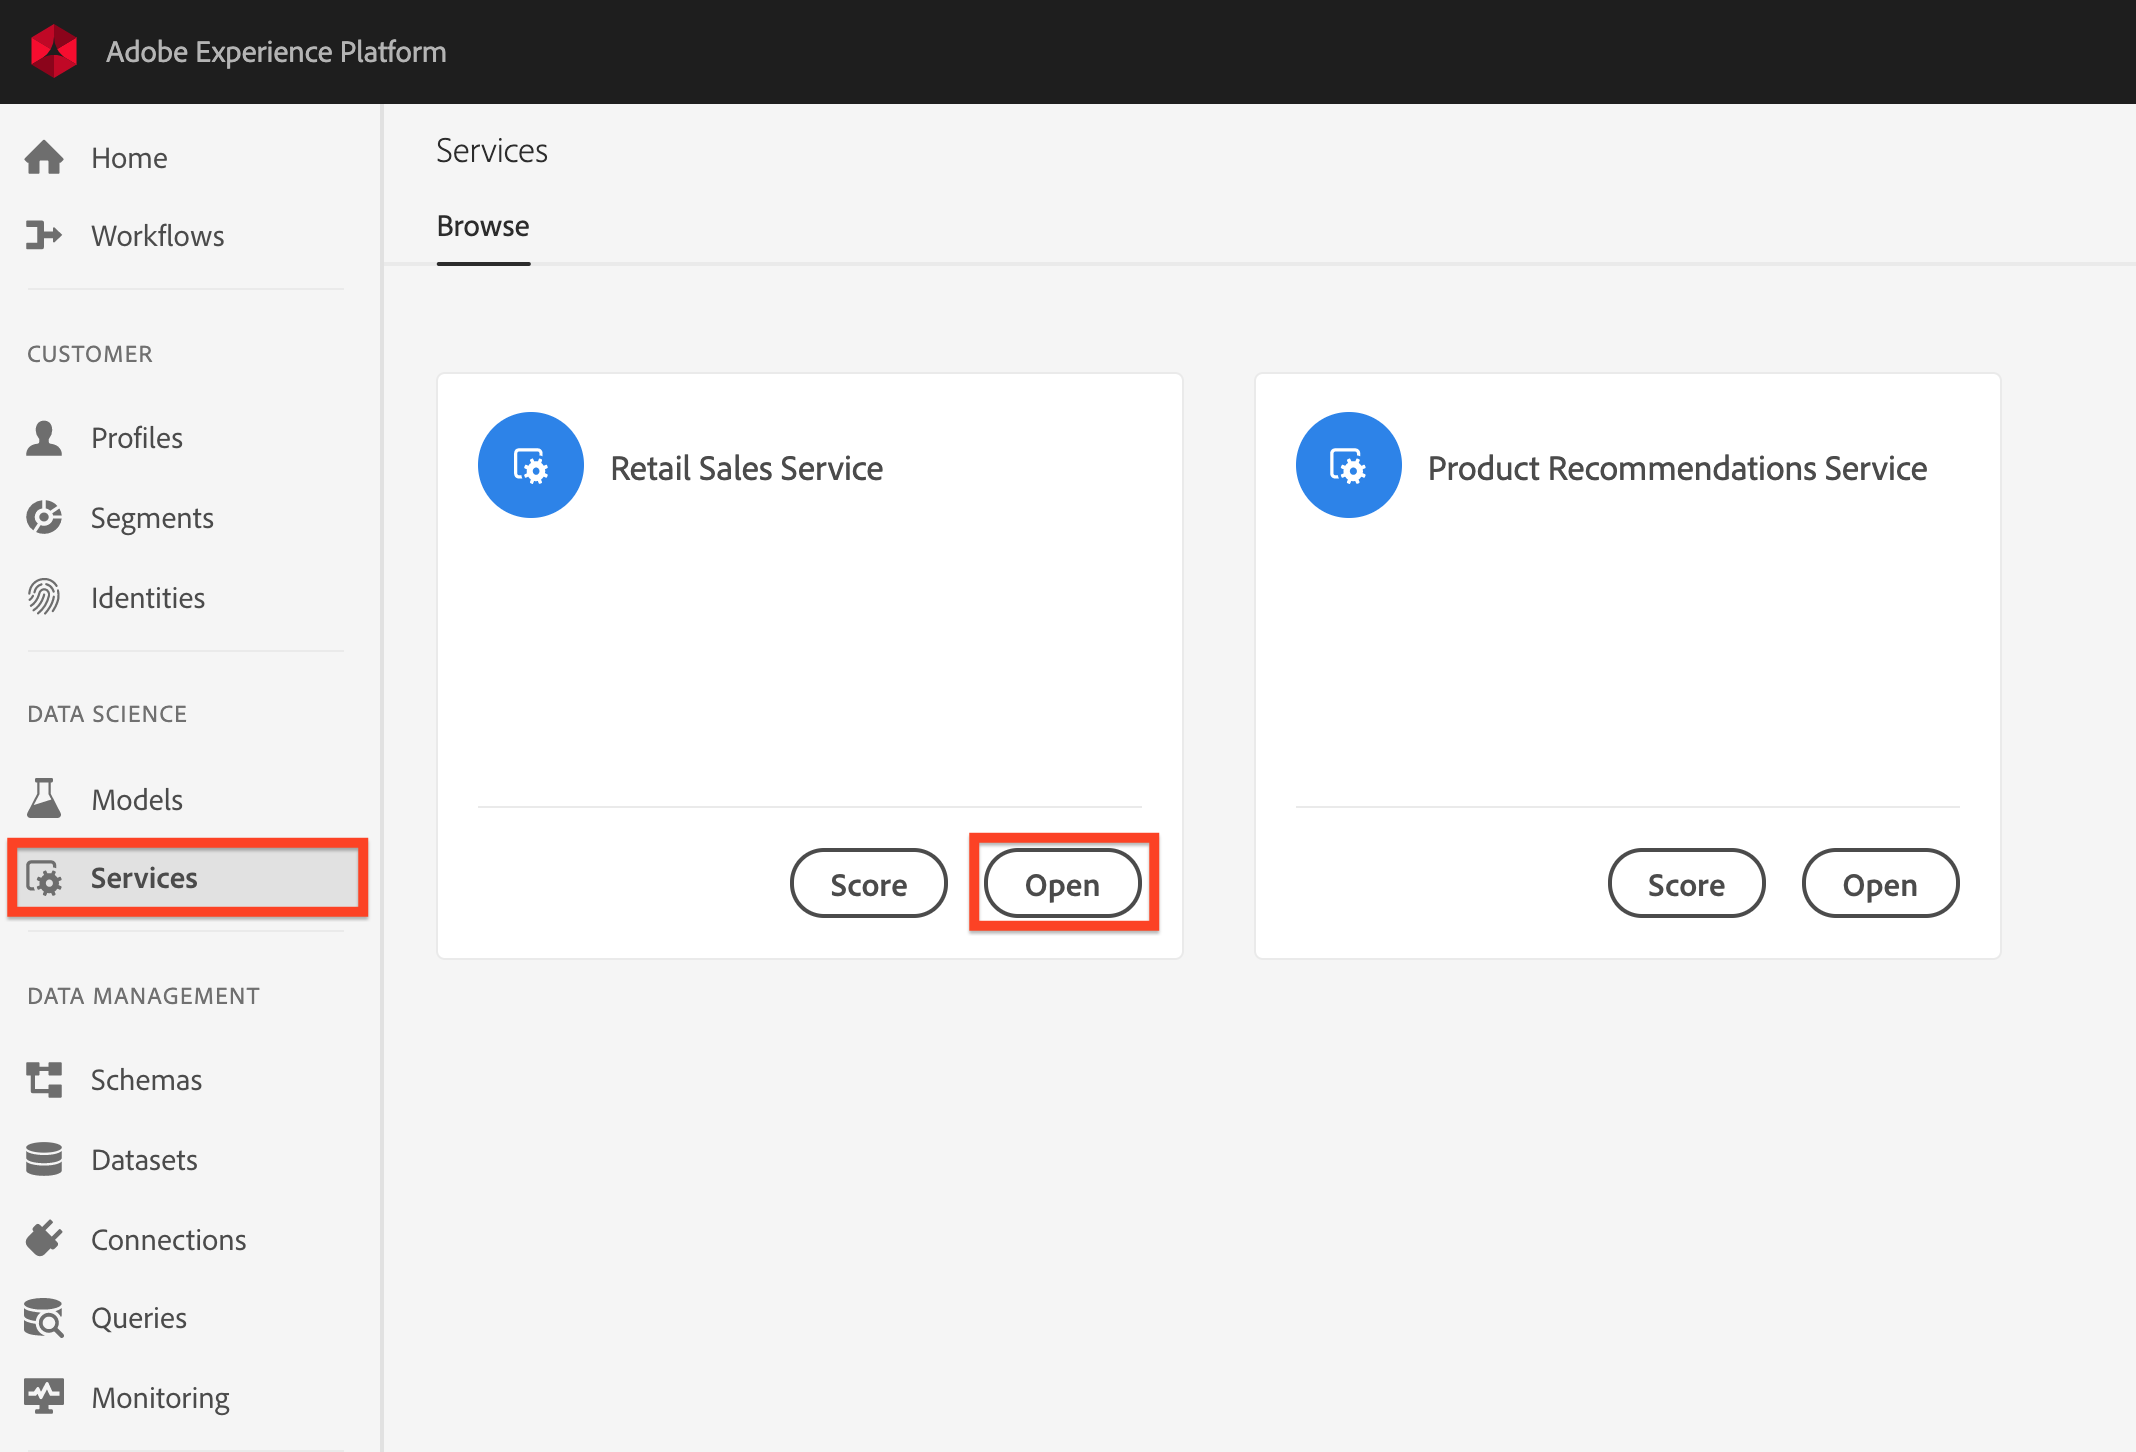 Adobe Experience Platform
Home
Workflows
CUSTOMER
Profiles
Segments
Identities
DATA SCIENCE
Models
Services
DATA MANAGEMENT
Schemas
Datasets
Connections
Queries
Monitoring
Services
Browse
Retail Sales Service
Score
Open
Product Recommendations Service
Score
Open